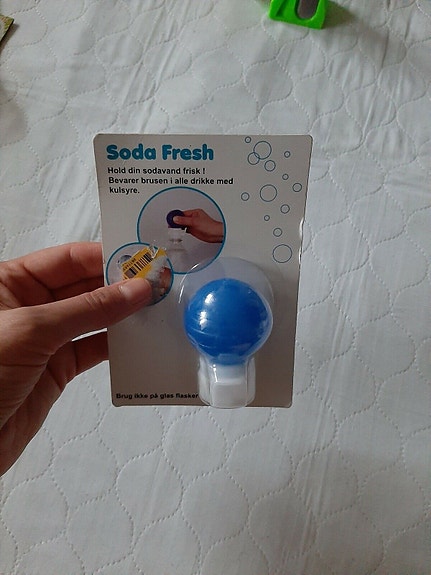 Soda Fresh
Hold din sodavand frisk !
Bevarer brusen i alle drikke med
kulsyre.
Brug ikke på glas flasker